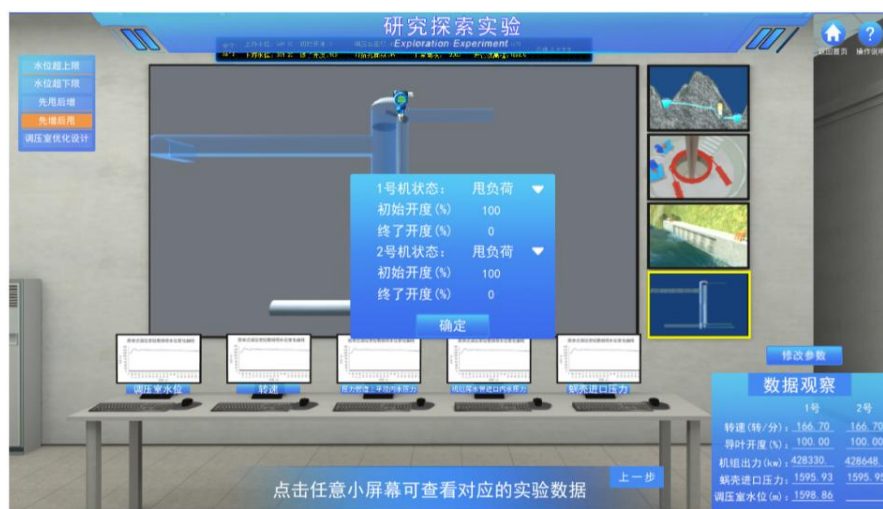 研究探索实验
Exploration Experiment
返回首页
操作说明
水位超上限
水位超下限
先甩后增
先增后甩
调压室优化设计
1号机状态： 甩负荷
初始开度(%) 100
终了开度(%) 0
2号机状态： 甩负荷
初始开度(%) 100
终了开度(%) 0
确定
调压室水位
转速
蜗壳进口压力
修改参数
数据观察
1号 2号
转速(转/分)： 166.70 166.70
导叶开度(%)： 100.00 100.00
机组出力(kw)： 428330. 428648.
蜗壳进口压力： 1595.93 1595.95
调压室水位(m)： 1598.86
上一步
点击任意小屏幕可查看对应的实验数据